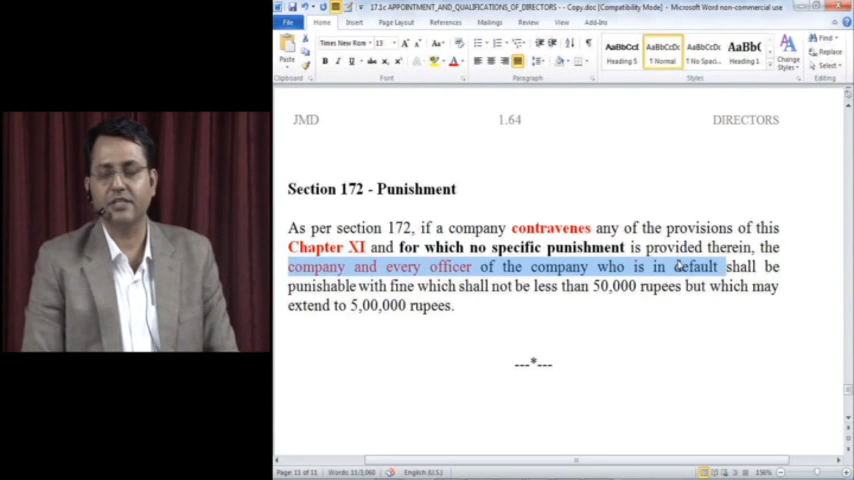 17.1c APPOINTMENT_AND_QUALIFICATIONS_OF_DIRECTORS - - Copy.doc [Compatibility Mode] - Microsoft Word non-commercial use
File Home Insert Page Layout References Mailings Review View Add-Ins
Paste
Times New Rom 13
AaBbCcI AaBbCcDc AaBbCcDc AaBbC
Heading 5 ¶ Normal ¶ No Spaci... Heading 1
Change Styles
Find
Replace
Select
Clipboard Font Paragraph Styles Editing
JMD 1.64 DIRECTORS
Section 172 - Punishment
As per section 172, if a company contravenes any of the provisions of this
Chapter XI and for which no specific punishment is provided therein, the
company and every officer of the company who is in default shall be
punishable with fine which shall not be less than 50,000 rupees but which may
extend to 5,00,000 rupees.
---*---
Page: 11 of 11 Words: 11/3,060 English (U.S.) 156%